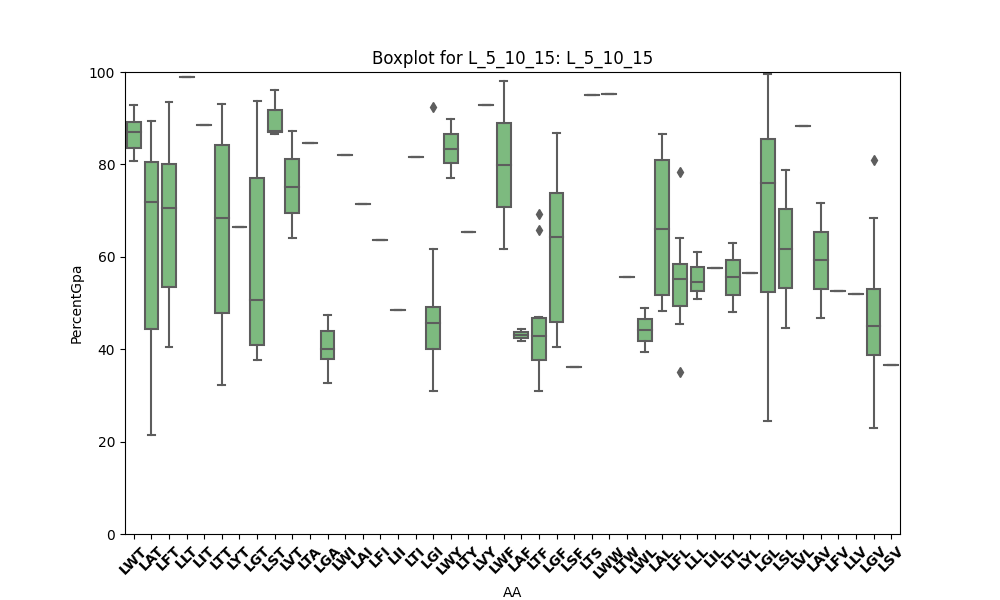 Boxplot for L_5_10_15: L_5_10_15
100
80
60
40
20
0
PercentGpa
LWT LAT LFT LLT LIT LTT LYT LGT LST LVT LTA LGA LWI LAI LFI LII LTI LGI LWY LTY LVY LWF LAF LTF LGF LSF LTS LWW LTW LWL LAL LFL LLL LIL LTL LYL LGL LSL LVL LAV LFV LLV LGV LSV
AA